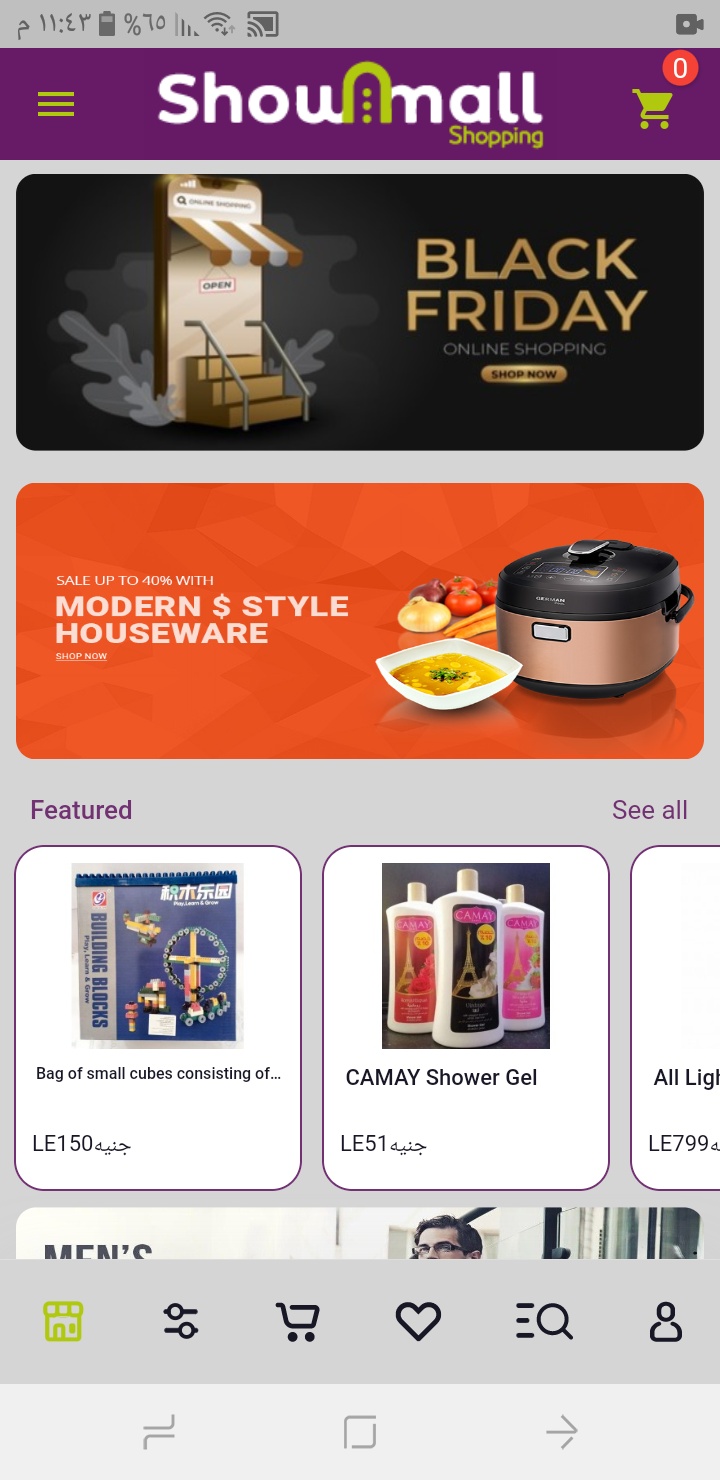 م ١١:٤٣ %٦٥
0
Show mall
Shopping
ONLINE SHOPPING
OPEN
BLACK
FRIDAY
ONLINE SHOPPING
SHOP NOW
SALE UP TO 40% WITH
MODERN $ STYLE
HOUSEWARE
SHOP NOW
GERMAN
Featured
See all
积木乐园
Play,Learn & Grow
BUILDING BLOCKS
Play, Learn & Grow
CAMAY
CAMAY
CAMAY
Bag of small cubes consisting of…
CAMAY Shower Gel
All Ligh
LE150جنيه
LE51جنيه
LE799
MEN'S